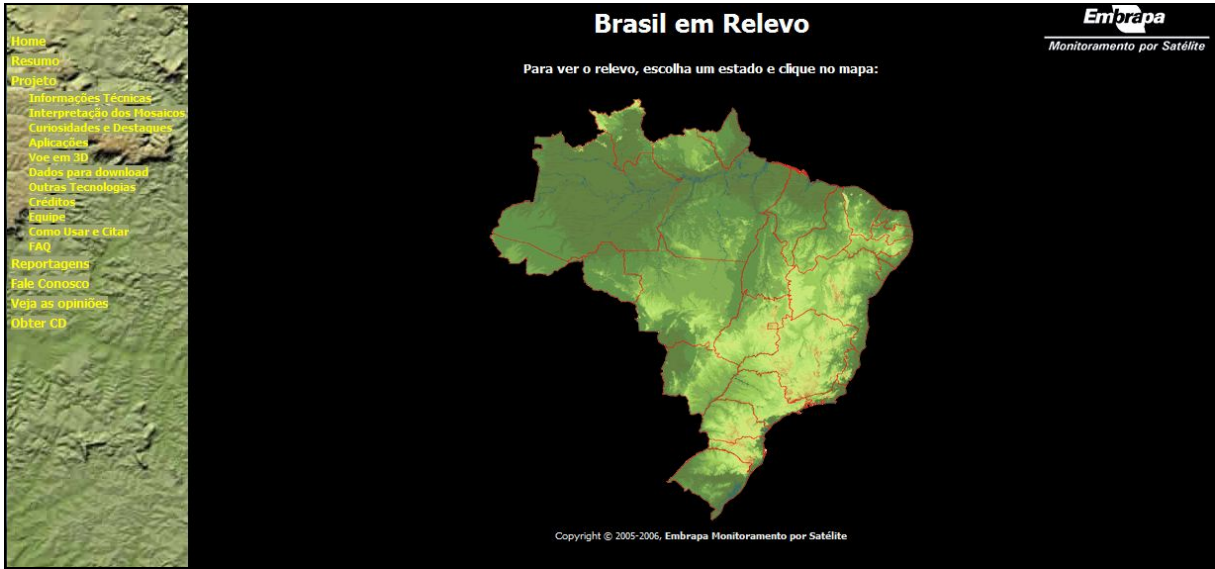 Home
Resumo
Projeto
Informações Técnicas
Interpretação dos Mosaicos
Curiosidades e Destaques
Aplicações
Voe em 3D
Dados para download
Outras Tecnologias
Créditos
Equipe
Como Usar e Citar
FAQ
Reportagens
Fale Conosco
Veja as opiniões
Obter CD
Brasil em Relevo
Para ver o relevo, escolha um estado e clique no mapa:
Embrapa
Monitoramento por Satélite
Copyright © 2005-2006, Embrapa Monitoramento por Satélite